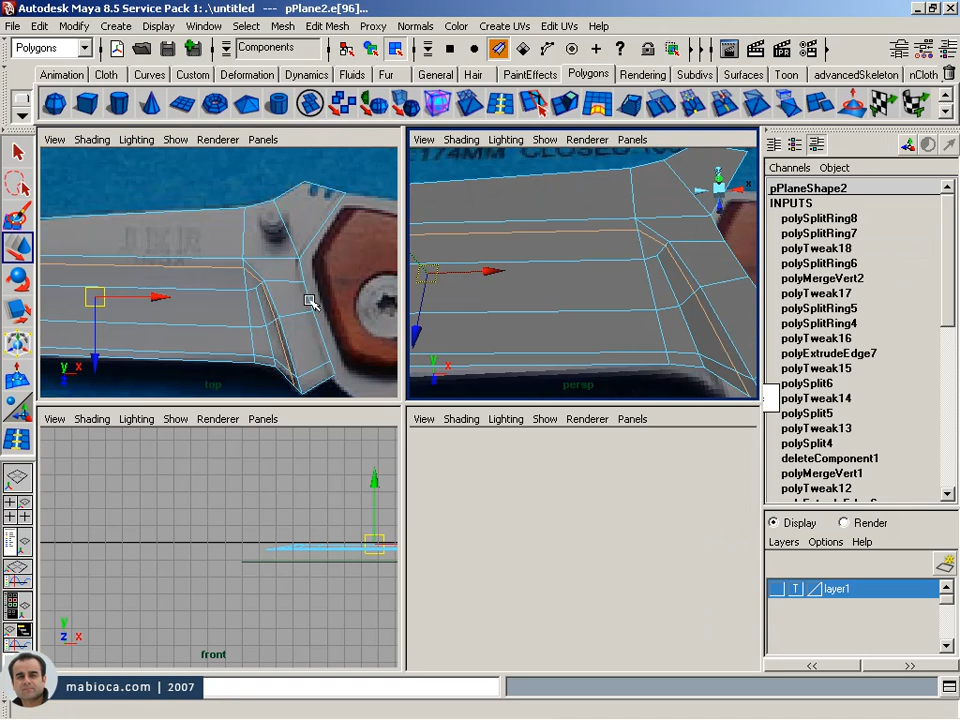 Autodesk Maya 8.5 Service Pack 1: .\untitled --- pPlane2.e[96]...
File Edit Modify Create Display Window Select Mesh Edit Mesh Proxy Normals Color Create UVs Edit UVs Help
Polygons Components
Animation Cloth Curves Custom Deformation Dynamics Fluids Fur General Hair PaintEffects Polygons Rendering Subdivs Surfaces Toon advancedSkeleton nCloth
View Shading Lighting Show Renderer Panels
View Shading Lighting Show Renderer Panels
174MM CLOSED
top
persp
y x
z
y x
z
View Shading Lighting Show Renderer Panels
View Shading Lighting Show Renderer Panels
y
z x
front
Channels Object
pPlaneShape2
INPUTS
polySplitRing8
polySplitRing7
polyTweak18
polySplitRing6
polyMergeVert2
polyTweak17
polySplitRing5
polySplitRing4
polyTweak16
polyExtrudeEdge7
polyTweak15
polySplit6
polyTweak14
polySplit5
polyTweak13
polySplit4
deleteComponent1
polyMergeVert1
polyTweak12
Display Render
Layers Options Help
T layer1
<< >>
mabioca.com | 2007